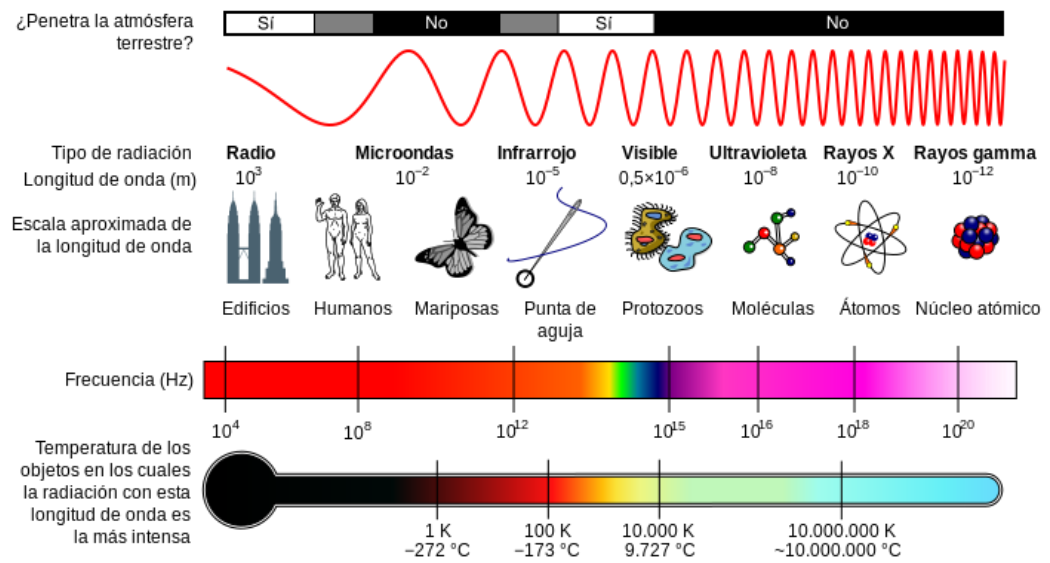 ¿Penetra la atmósfera
terrestre?
Sí No Sí No
Tipo de radiación Radio Microondas Infrarrojo Visible Ultravioleta Rayos X Rayos gamma
Longitud de onda (m) 10³ 10⁻² 10⁻⁵ 0,5×10⁻⁶ 10⁻⁸ 10⁻¹⁰ 10⁻¹²
Escala aproximada de
la longitud de onda
Edificios Humanos Mariposas Punta de
aguja Protozoos Moléculas Átomos Núcleo atómico
Frecuencia (Hz)
10⁴ 10⁸ 10¹² 10¹⁵ 10¹⁶ 10¹⁸ 10²⁰
Temperatura de los
objetos en los cuales
la radiación con esta
longitud de onda es
la más intensa
1 K 100 K 10.000 K 10.000.000 K
−272 °C −173 °C 9.727 °C ~10.000.000 °C